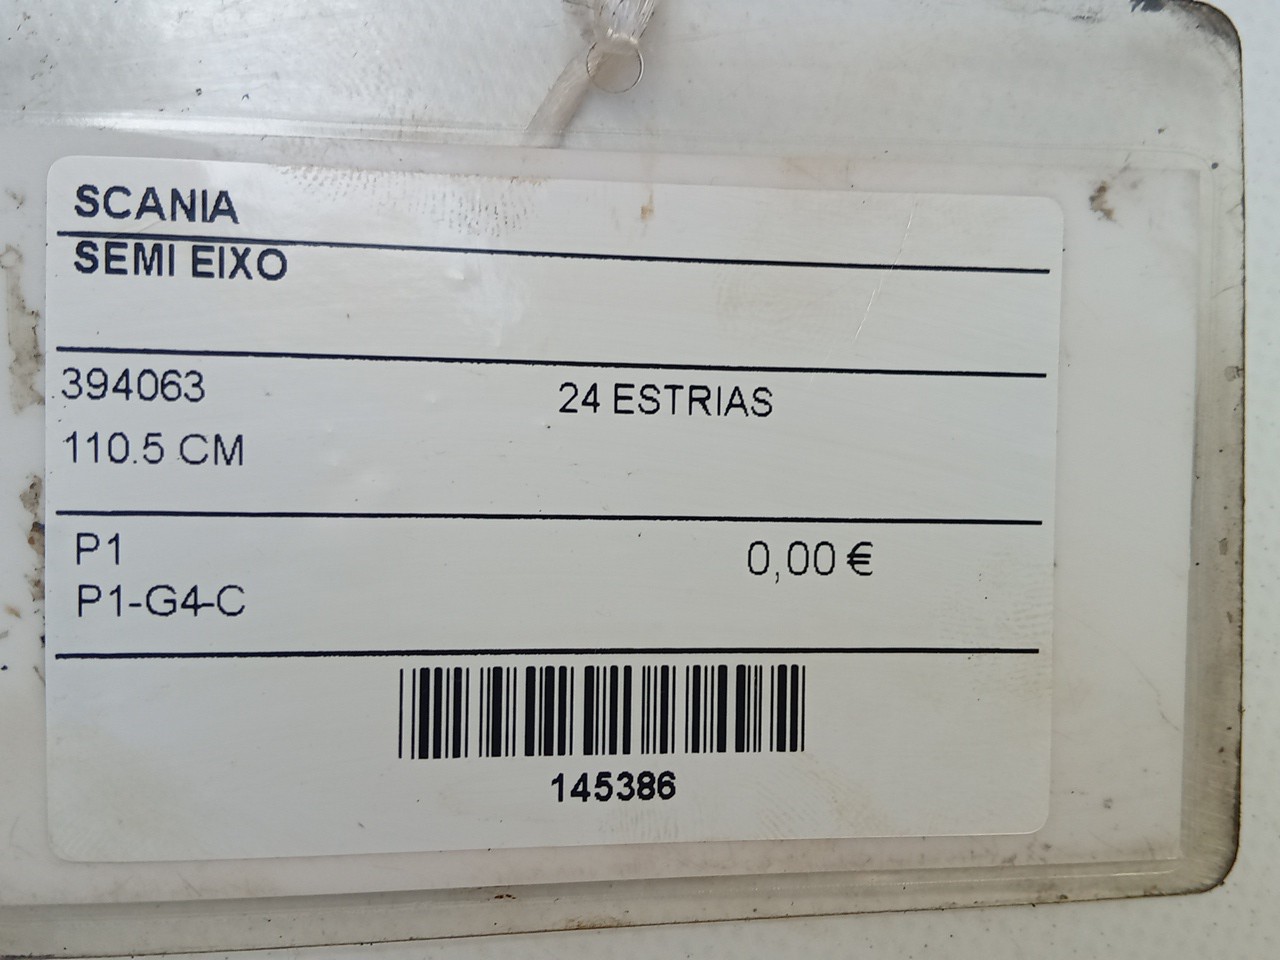 SCANIA
SEMI EIXO
394063 24 ESTRIAS
110.5 CM
P1 0,00 €
P1-G4-C
145386